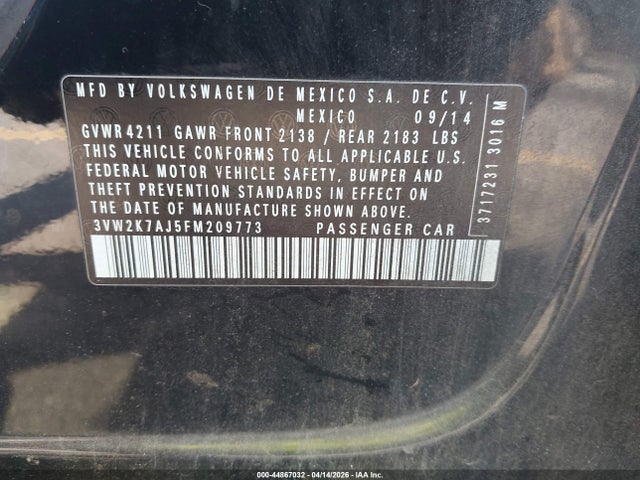 MFD BY VOLKSWAGEN DE MEXICO S.A. DE C.V.
MEXICO 09/14
GVWR 4211 GAWR FRONT 2138 / REAR 2183 LBS
THIS VEHICLE CONFORMS TO ALL APPLICABLE U.S.
FEDERAL MOTOR VEHICLE SAFETY, BUMPER AND
THEFT PREVENTION STANDARDS IN EFFECT ON
THE DATE OF MANUFACTURE SHOWN ABOVE.
3VW2K7AJ5FM209773 PASSENGER CAR
3717231 3016 M
000-44867032 - 04/14/2026 - IAA Inc.